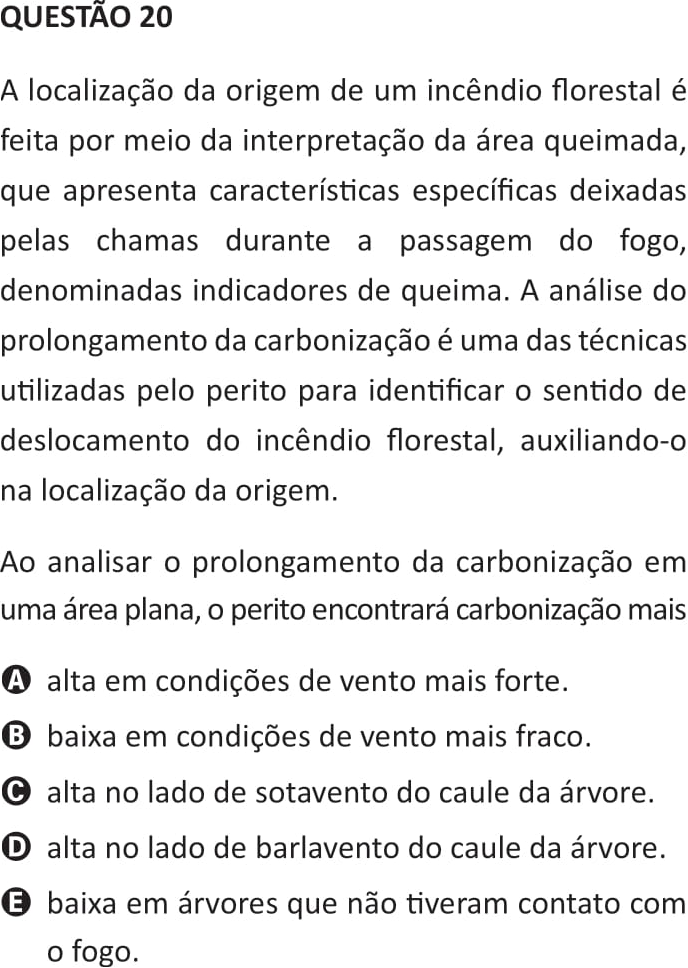 QUESTÃO 20
A localização da origem de um incêndio florestal é
feita por meio da interpretação da área queimada,
que apresenta características específicas deixadas
pelas chamas durante a passagem do fogo,
denominadas indicadores de queima. A análise do
prolongamento da carbonização é uma das técnicas
utilizadas pelo perito para identificar o sentido de
deslocamento do incêndio florestal, auxiliando-o
na localização da origem.
Ao analisar o prolongamento da carbonização em
uma área plana, o perito encontrará carbonização mais
A alta em condições de vento mais forte.
B baixa em condições de vento mais fraco.
C alta no lado de sotavento do caule da árvore.
D alta no lado de barlavento do caule da árvore.
E baixa em árvores que não tiveram contato com
o fogo.